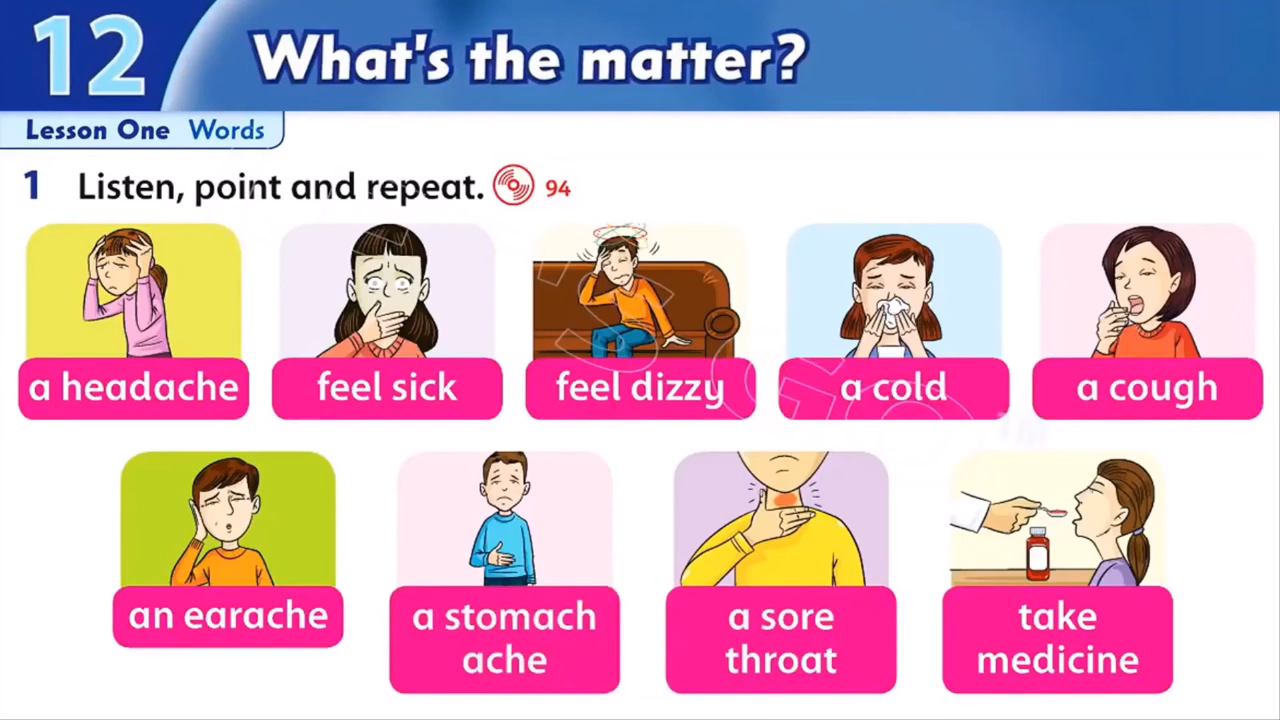 12 What's the matter?
Lesson One Words
1 Listen, point and repeat. 94
a headache
feel sick
feel dizzy
a cold
a cough
an earache
a stomach
ache
a sore
throat
take
medicine